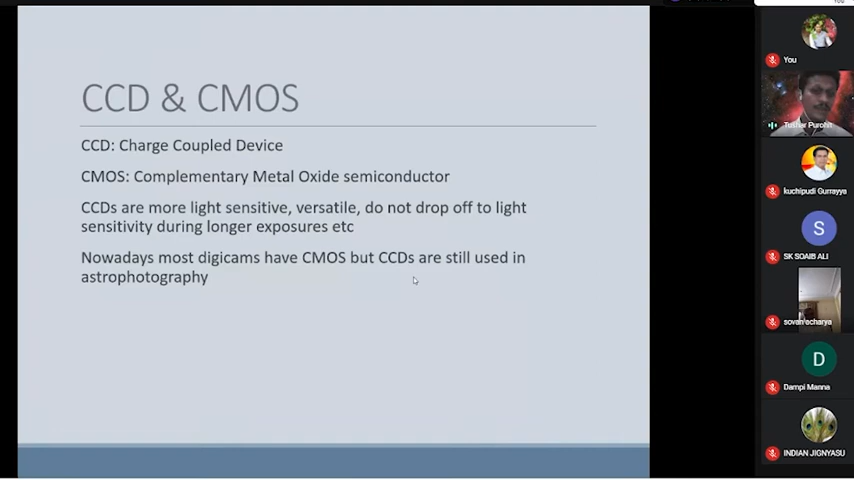 CCD & CMOS
CCD: Charge Coupled Device
CMOS: Complementary Metal Oxide semiconductor
CCDs are more light sensitive, versatile, do not drop off to light
sensitivity during longer exposures etc
Nowadays most digicams have CMOS but CCDs are still used in
astrophotography
You
Tushar Purohit
kuchipudi Gurrayya
S
SK SOAIB ALI
sovan acharya
D
Dampi Manna
INDIAN JIGNYASU